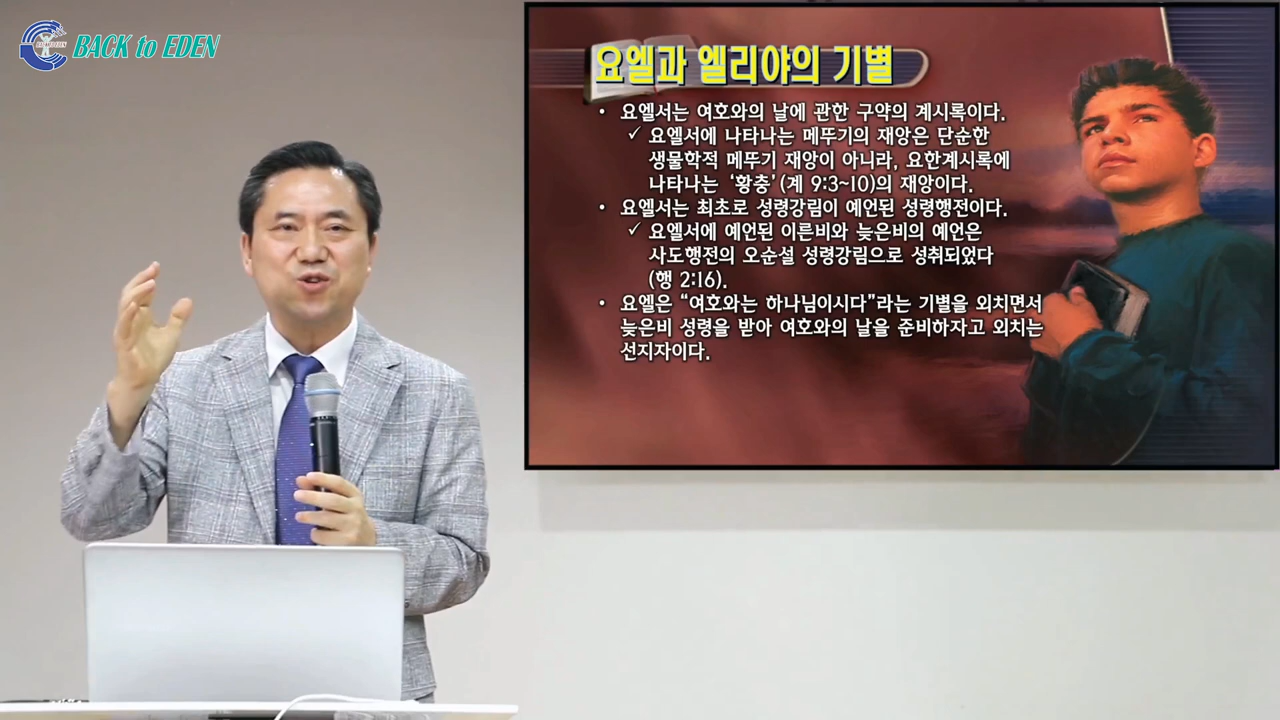 BACK to EDEN
요엘과 엘리야의 기별
• 요엘서는 여호와의 날에 관한 구약의 계시록이다.
✓ 요엘서에 나타나는 메뚜기의 재앙은 단순한
생물학적 메뚜기 재앙이 아니라, 요한계시록에
나타나는 ‘황충’(계 9:3~10)의 재앙이다.
• 요엘서는 최초로 성령강림이 예언된 성령행전이다.
✓ 요엘서에 예언된 이른비와 늦은비의 예언은
사도행전의 오순설 성령강림으로 성취되었다
(행 2:16).
• 요엘은 “여호와는 하나님이시다”라는 기별을 외치면서
늦은비 성령을 받아 여호와의 날을 준비하자고 외치는
선지자이다.